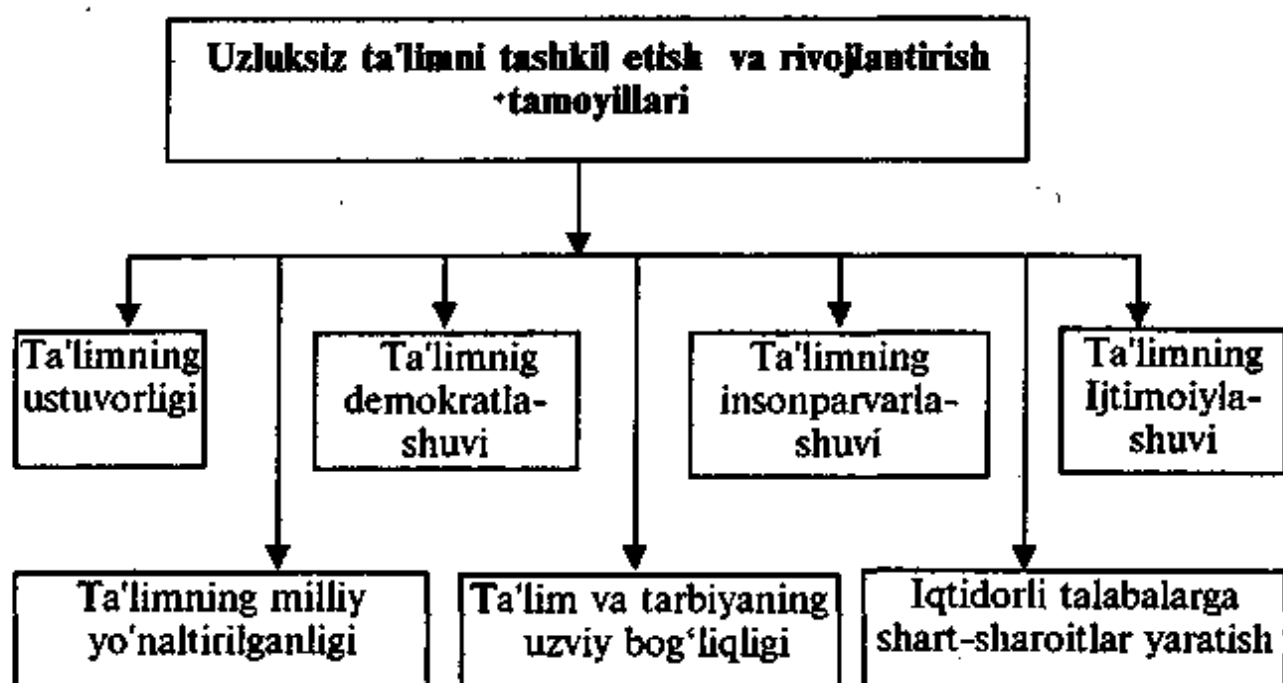 Uzluksiz ta'limni tashkil etish va rivojlantirish
tamoyillari
Ta'limning
ustuvorligi
Ta'limnig
demokratla-
shuvi
Ta'limning
insonparvarla-
shuvi
Ta'limning
Ijtimoiyla-
shuvi
Ta'limning milliy
yo'naltirilganligi
Ta'lim va tarbiyaning
uzviy bog'liqligi
Iqtidorli talabalarga
shart-sharoitlar yaratish